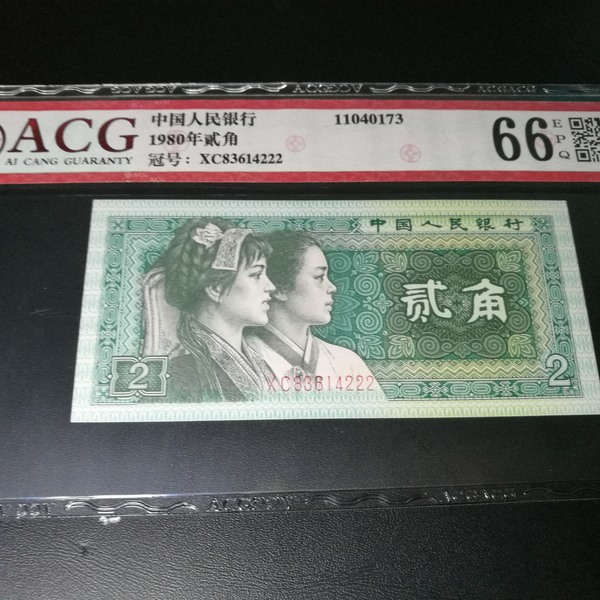 ACG
AI CANG GUARANTY
中国人民银行
1980年贰角
冠号：XC83614222
11040173
66
EPQ
中国人民银行
贰角
2
XC83614222
2